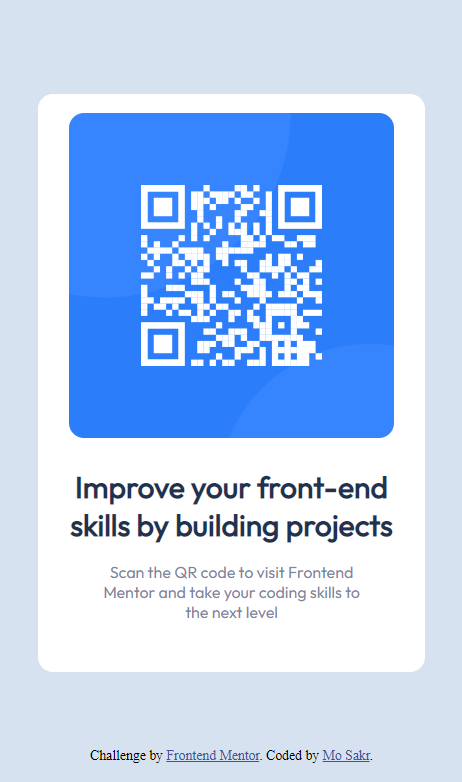 Improve your front-end
skills by building projects
Scan the QR code to visit Frontend
Mentor and take your coding skills to
the next level
Challenge by Frontend Mentor. Coded by Mo Sakr.